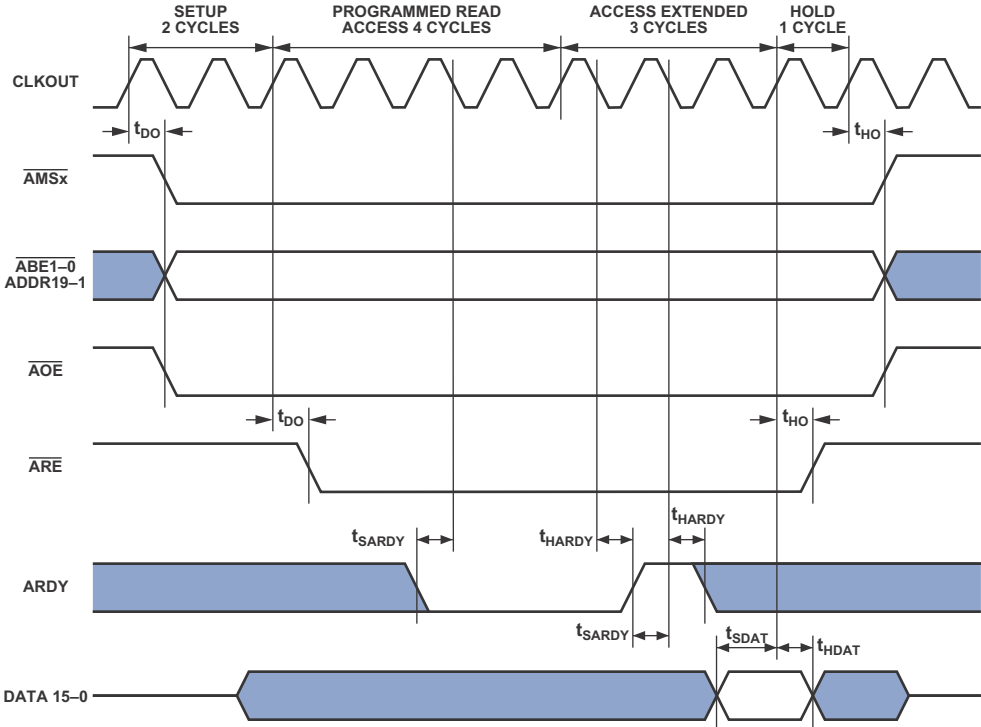 SETUP
2 CYCLES
PROGRAMMED READ
ACCESS 4 CYCLES
ACCESS EXTENDED
3 CYCLES
HOLD
1 CYCLE
CLKOUT
tDO
tHO
AMSx
ABE1–0
ADDR19–1
AOE
tDO
tHO
ARE
tSARDY
tHARDY
tHARDY
ARDY
tSARDY
tSDAT
tHDAT
DATA 15–0